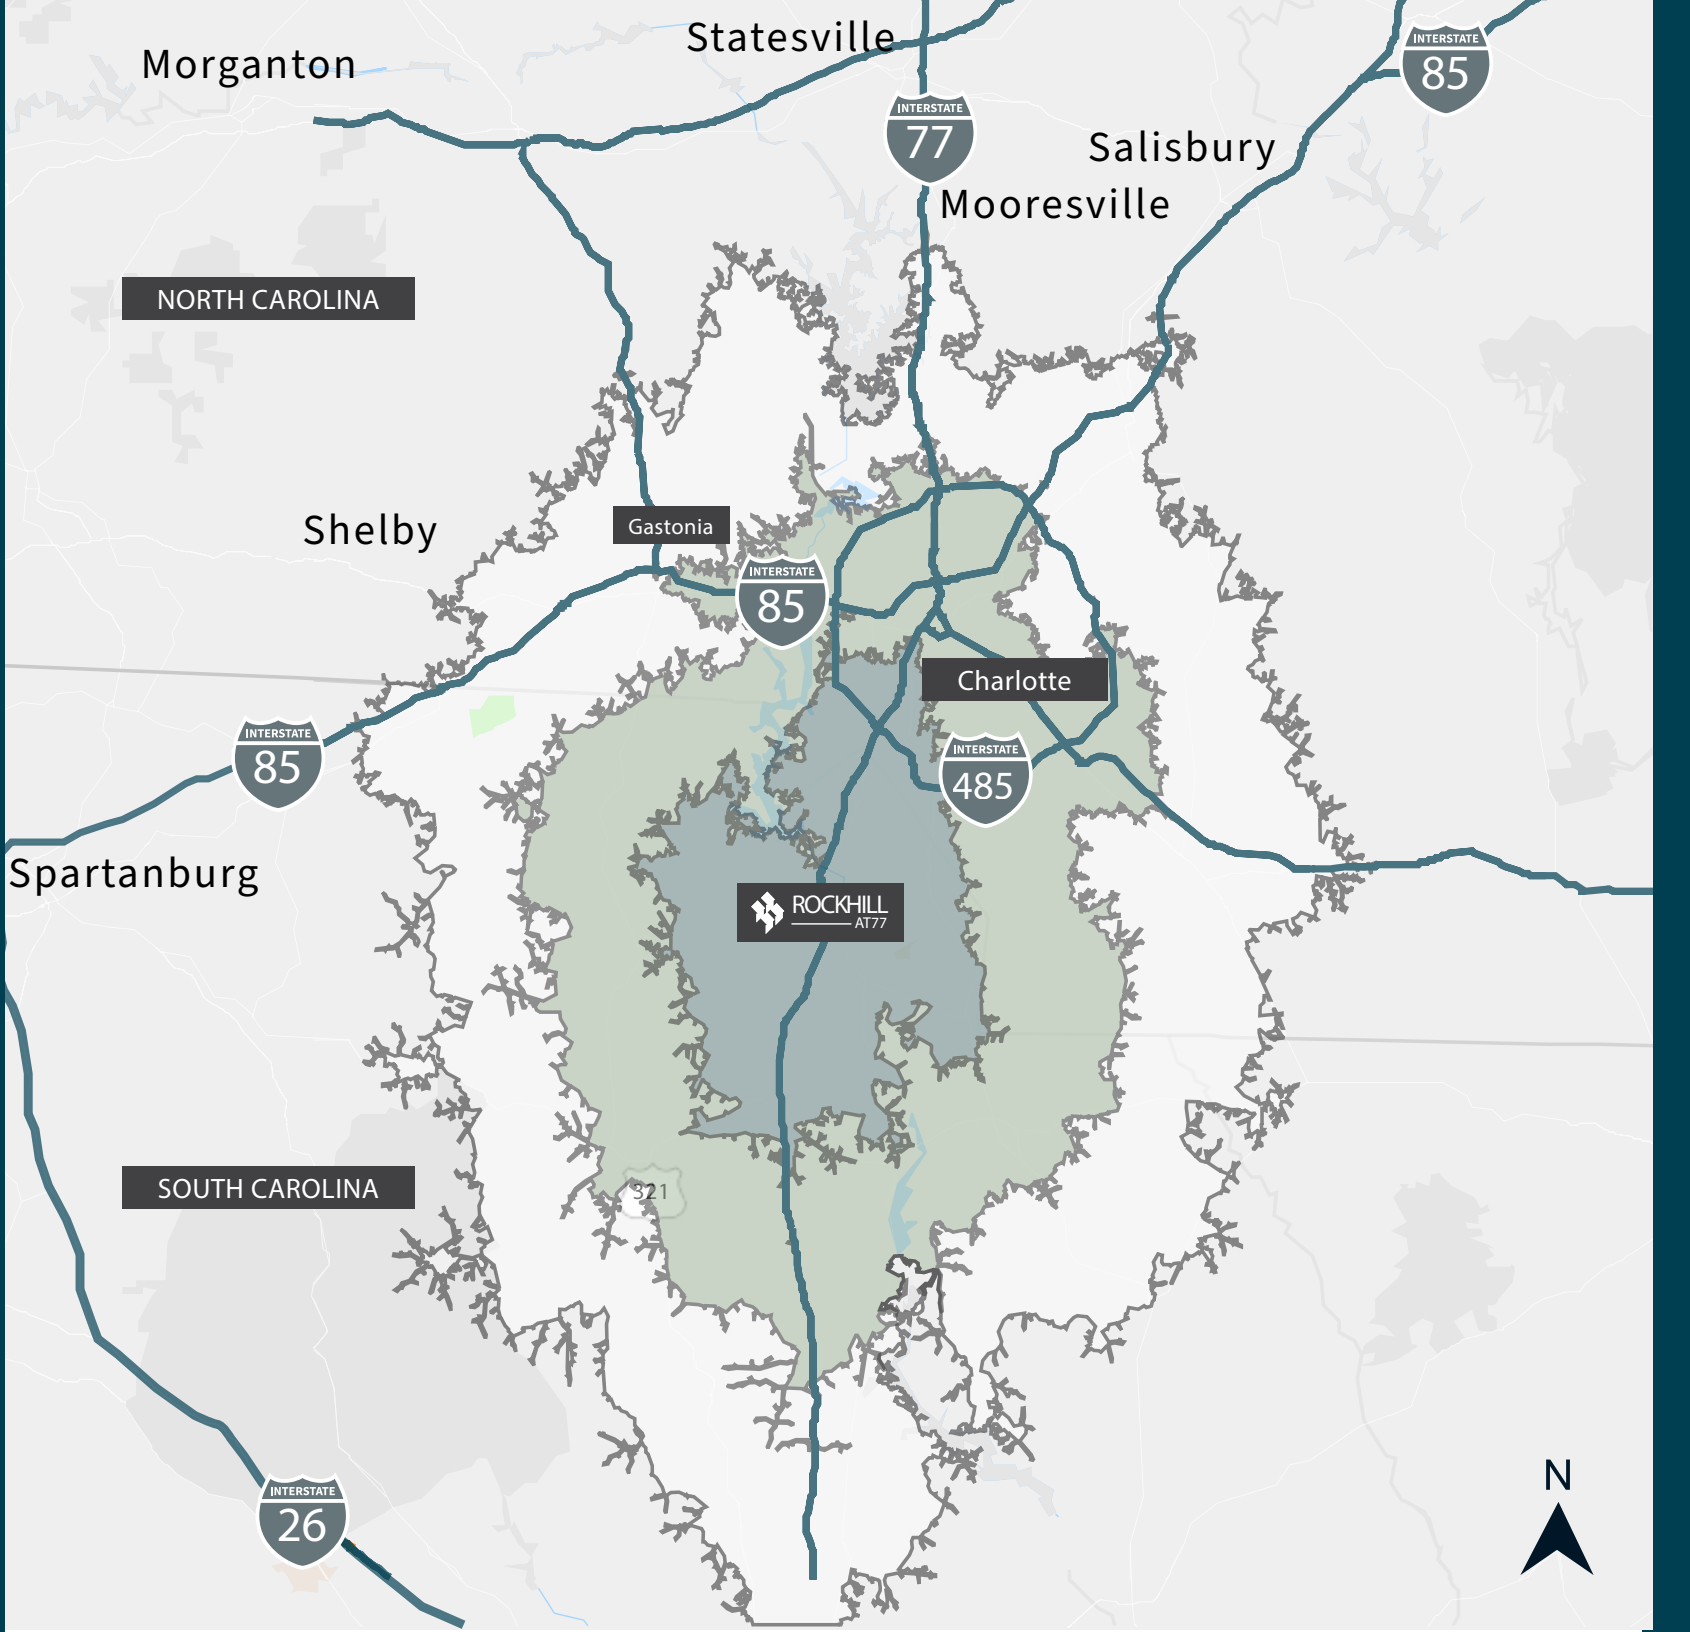 Statesville
Morganton
INTERSTATE
85
INTERSTATE
77
Salisbury
Mooresville
NORTH CAROLINA
Shelby
Gastonia
INTERSTATE
85
Charlotte
INTERSTATE
85
INTERSTATE
485
Spartanburg
ROCKHILL
AT77
SOUTH CAROLINA
321
N
INTERSTATE
26